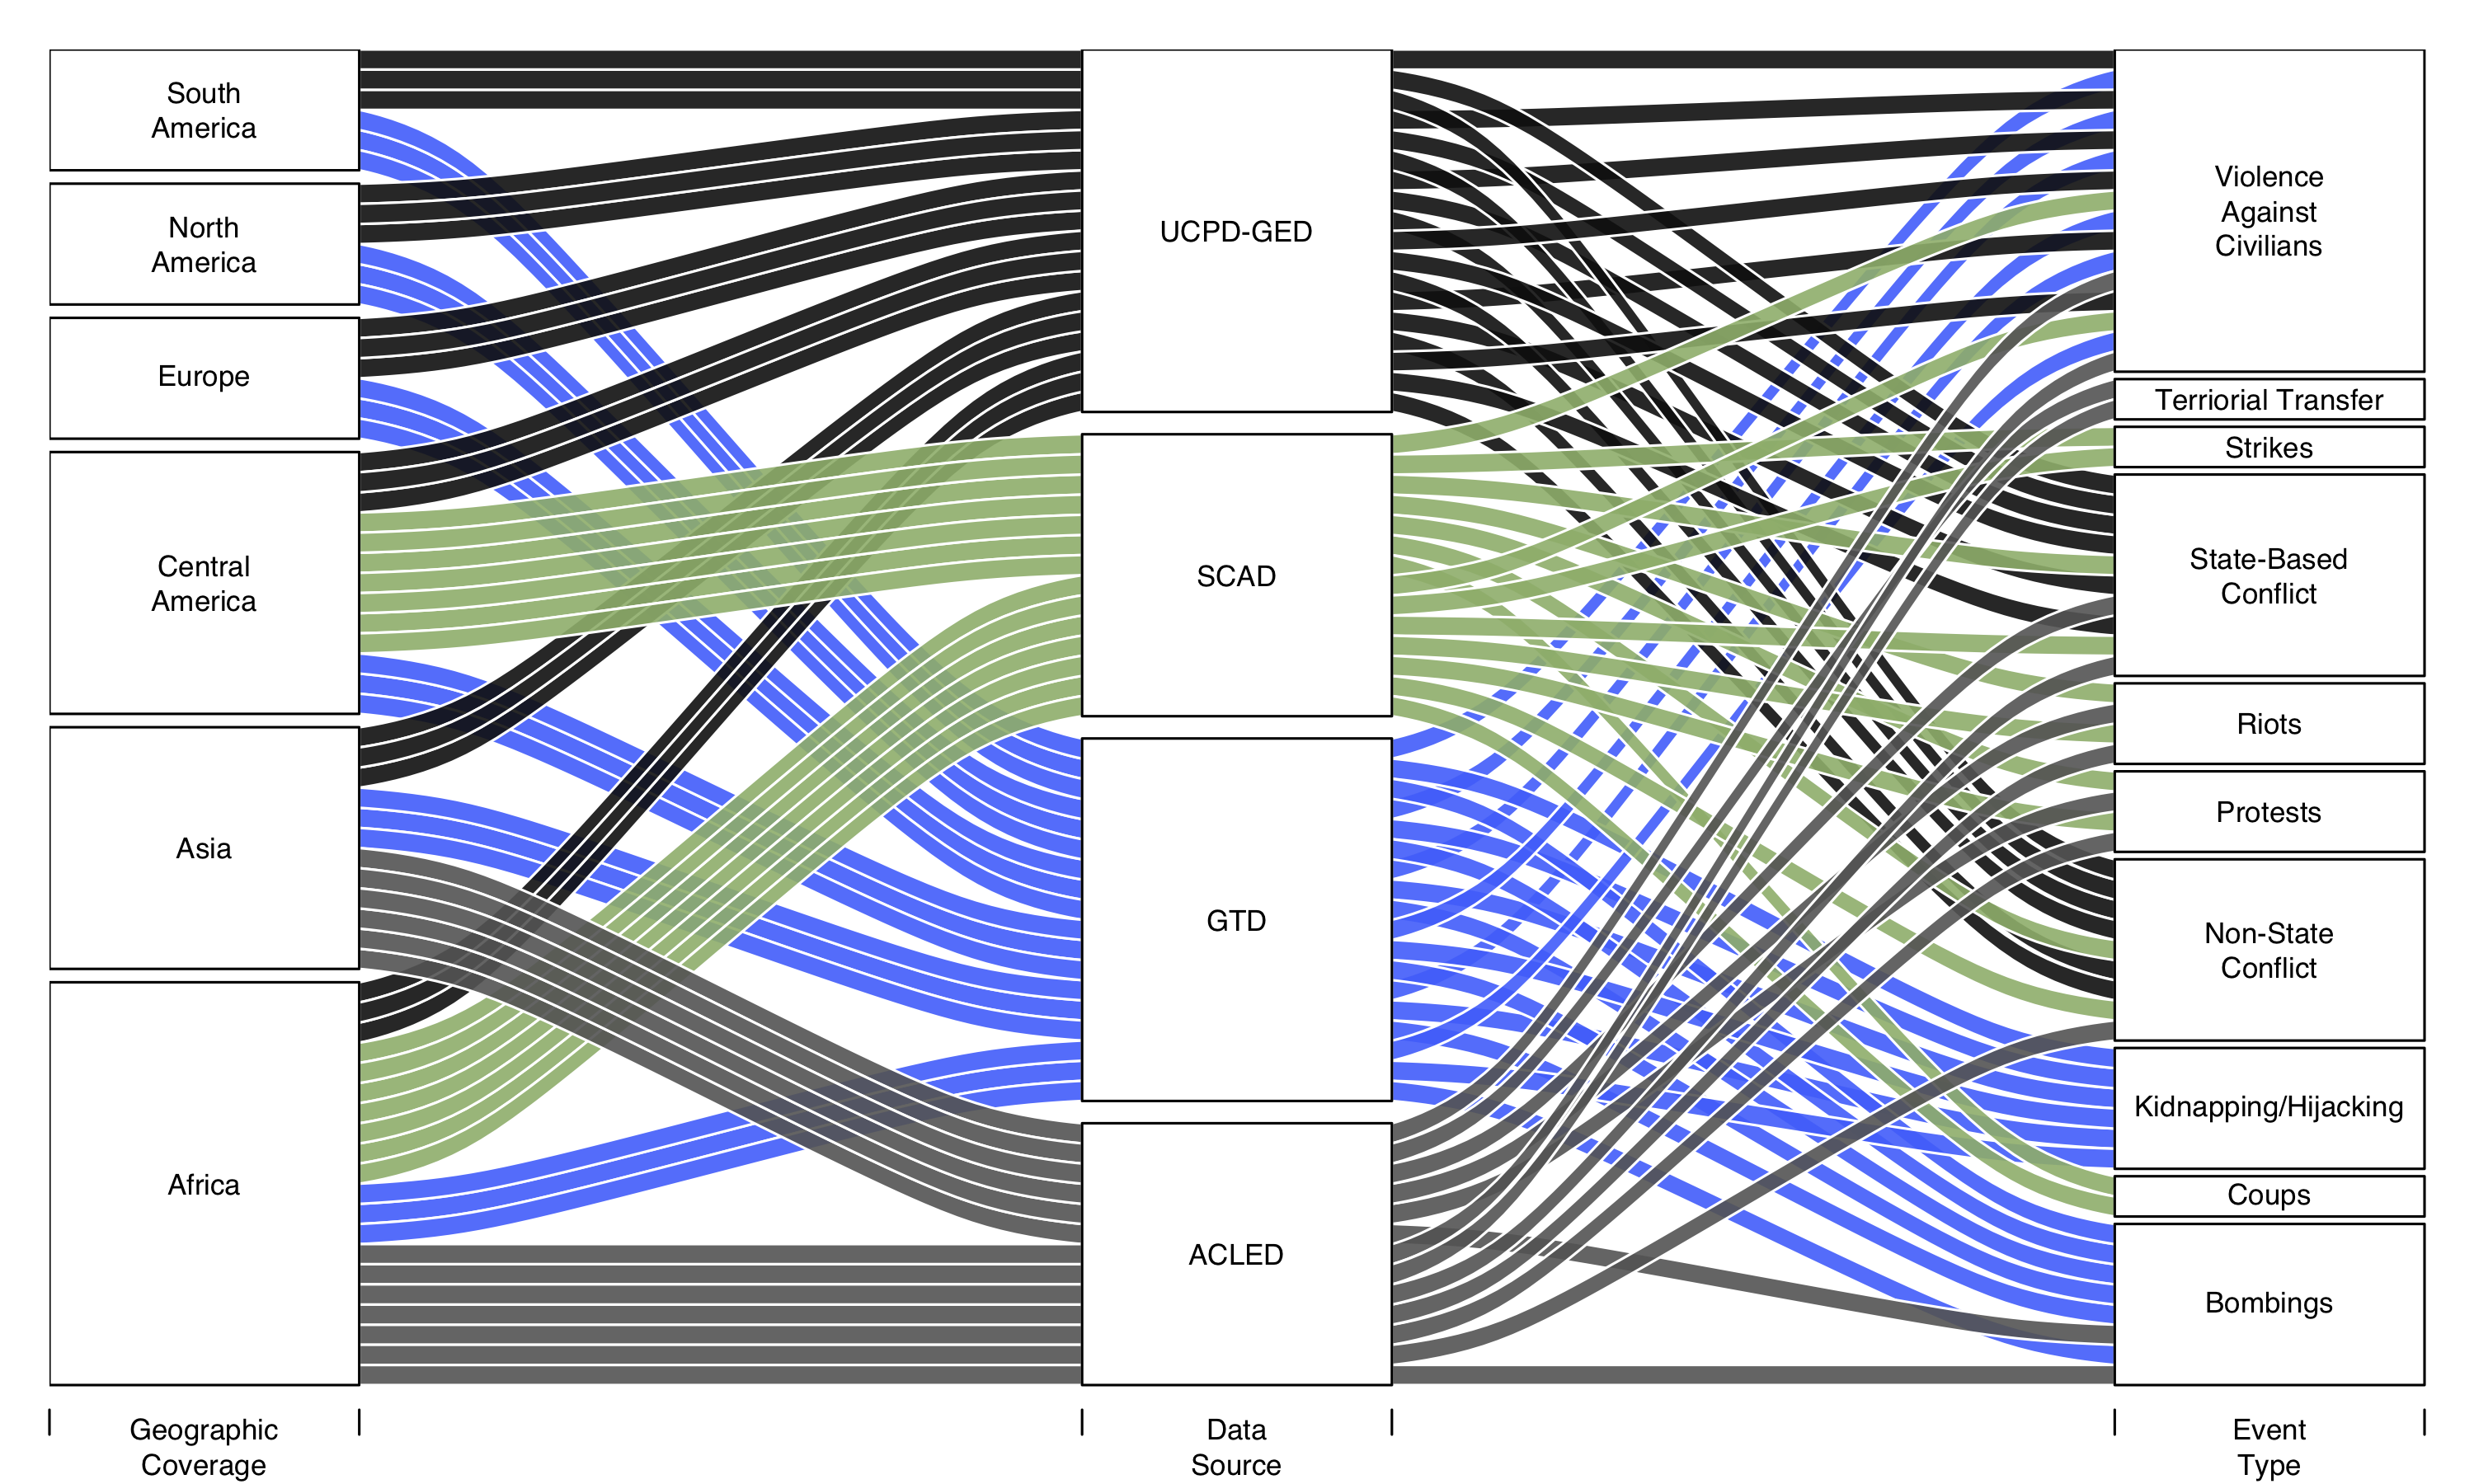 South
America
North
America
Europe
Central
America
Asia
Africa
UCPD-GED
SCAD
GTD
ACLED
Violence
Against
Civilians
Terriorial Transfer
Strikes
State-Based
Conflict
Riots
Protests
Non-State
Conflict
Kidnapping/Hijacking
Coups
Bombings
Geographic
Coverage
Data
Source
Event
Type